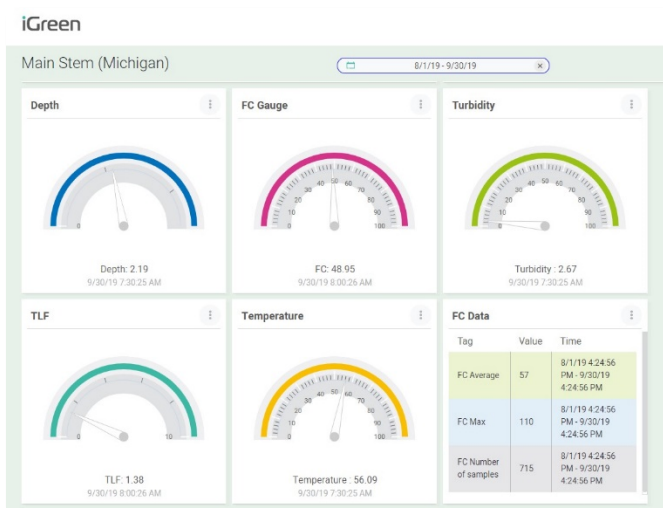 iGreen
Main Stem (Michigan)
8/1/19 - 9/30/19 ×
Depth
0
1
Depth: 2.19
9/30/19 7:30:25 AM
FC Gauge
0
10
20
30
40
50
60
70
80
90
100
FC: 48.95
9/30/19 8:00:26 AM
Turbidity
0
10
20
30
40
50
60
70
80
90
100
Turbidity : 2.67
9/30/19 7:30:25 AM
TLF
0
10
TLF: 1.38
9/30/19 8:00:26 AM
Temperature
0
10
20
30
40
50
60
70
80
90
100
Temperature : 56.09
9/30/19 7:30:25 AM
FC Data
Tag Value Time
FC Average 57 8/1/19 4:24:56
PM - 9/30/19
4:24:56 PM
FC Max 110 8/1/19 4:24:56
PM - 9/30/19
4:24:56 PM
FC Number
of samples 715 8/1/19 4:24:56
PM - 9/30/19
4:24:56 PM